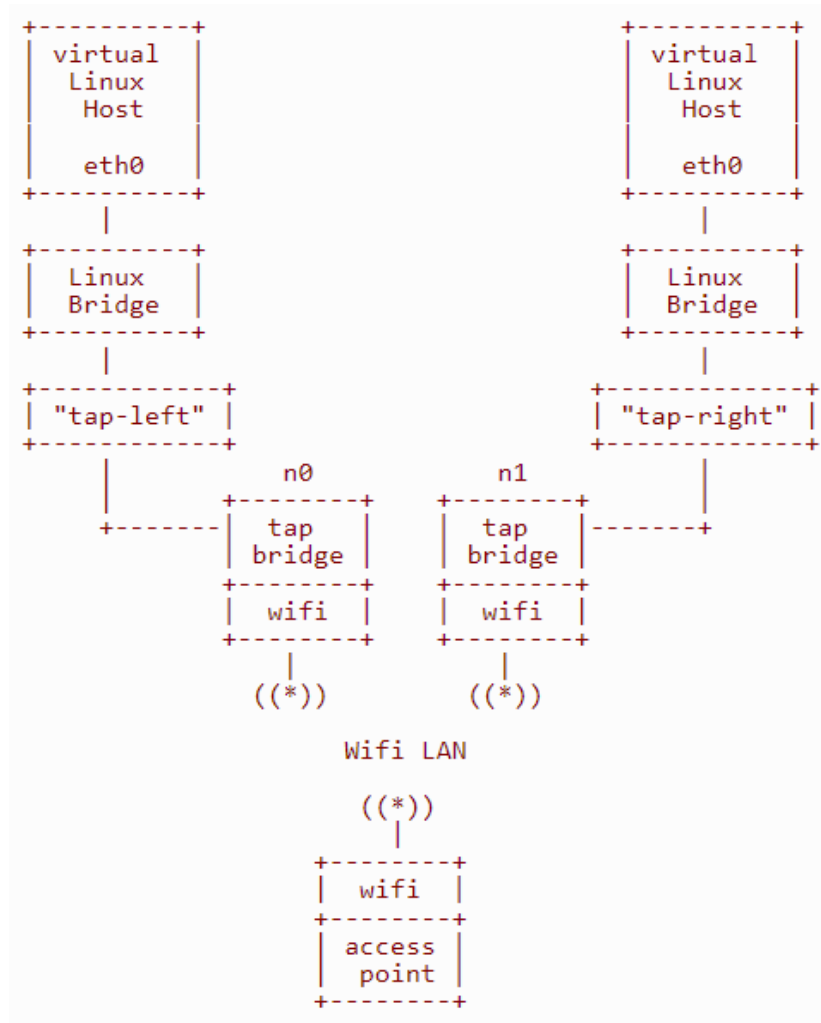 virtual virtual
Linux Linux
Host Host
eth0 eth0
Linux Linux
Bridge Bridge
"tap-left" "tap-right"
n0 n1
tap tap
bridge bridge
wifi wifi
((*)) ((*))
Wifi LAN
((*))
wifi
access
point